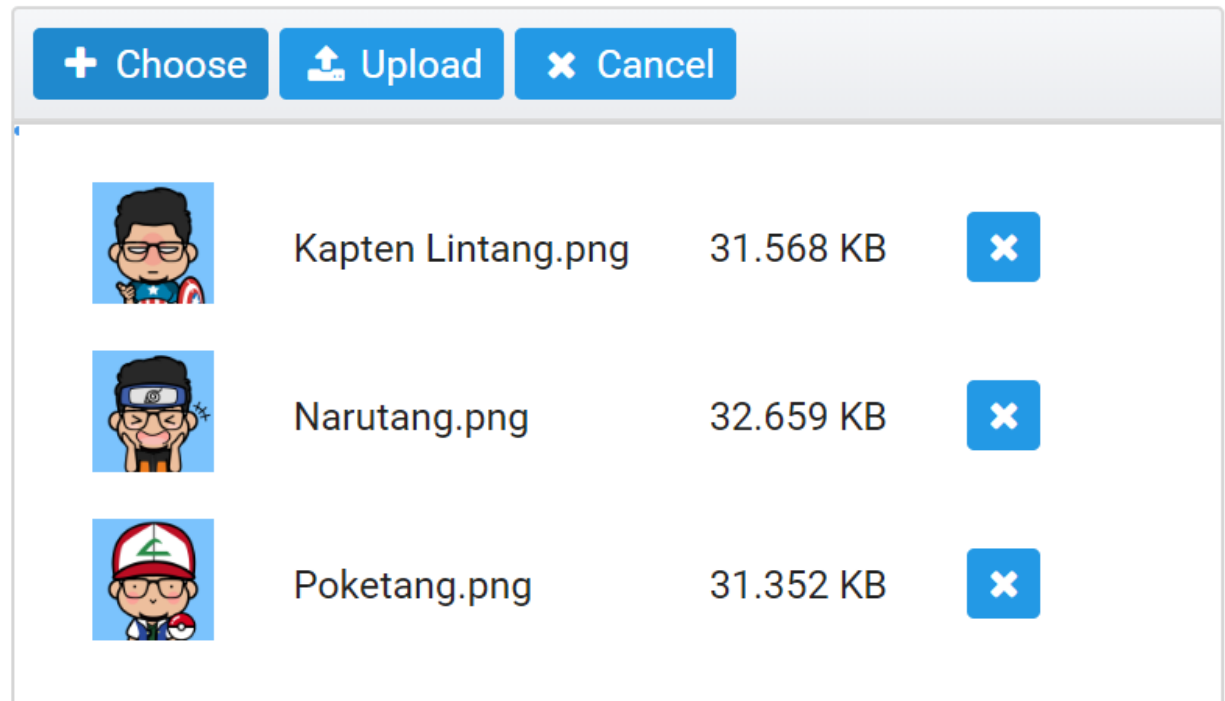 Choose Upload Cancel
Kapten Lintang.png 31.568 KB
Narutang.png 32.659 KB
Poketang.png 31.352 KB